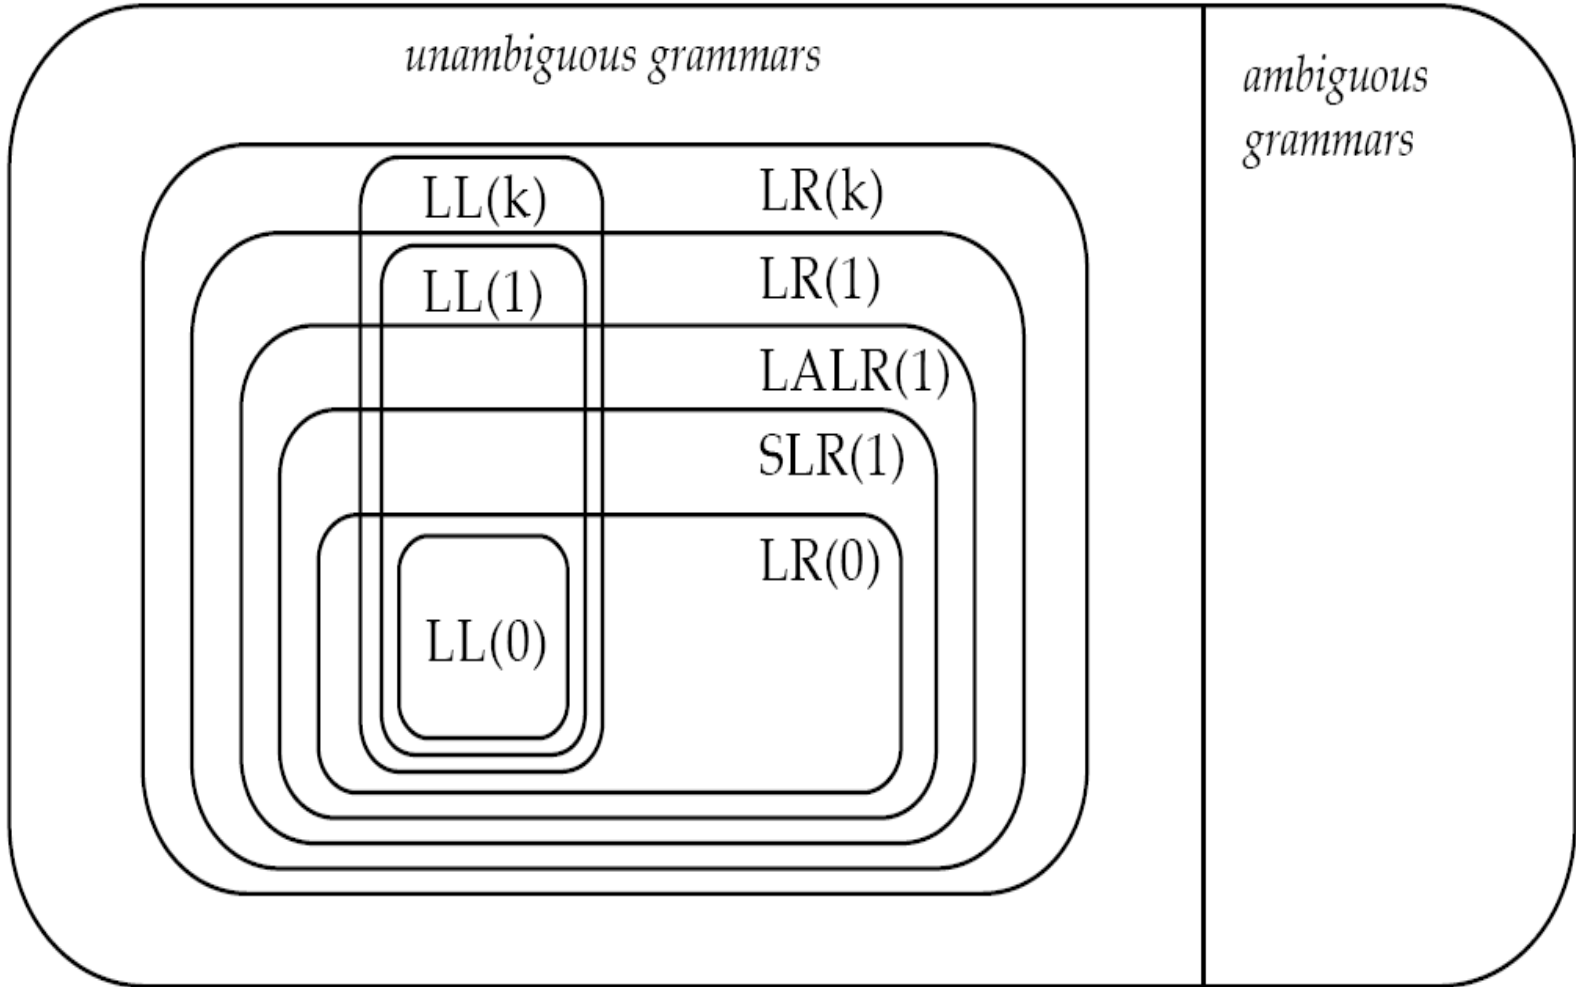 unambiguous grammars
ambiguous
grammars
LL(k)
LR(k)
LL(1)
LR(1)
LALR(1)
SLR(1)
LR(0)
LL(0)